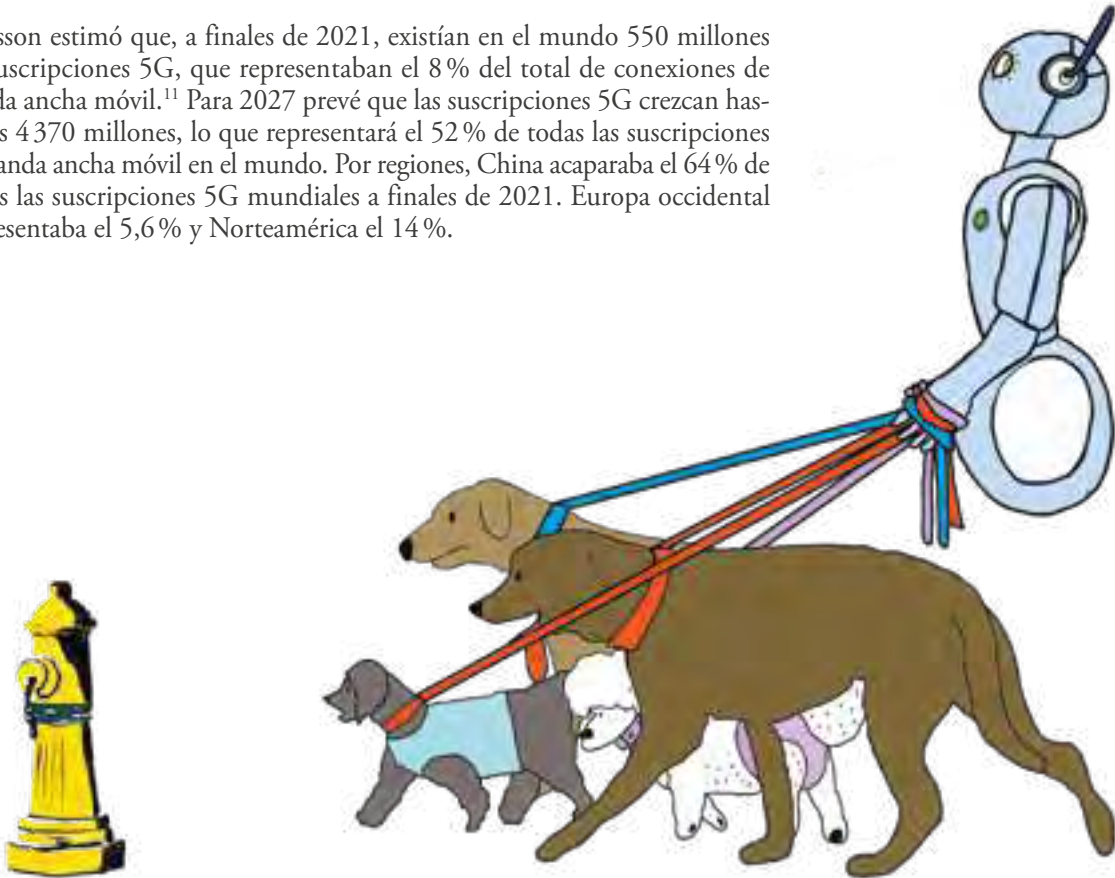 sson estimó que, a finales de 2021, existían en el mundo 550 millones
uscripciones 5G, que representaban el 8 % del total de conexiones de
da ancha móvil.11 Para 2027 prevé que las suscripciones 5G crezcan has-
s 4 370 millones, lo que representará el 52 % de todas las suscripciones
anda ancha móvil en el mundo. Por regiones, China acaparaba el 64 % de
s las suscripciones 5G mundiales a finales de 2021. Europa occidental
esentaba el 5,6 % y Norteamérica el 14 %.